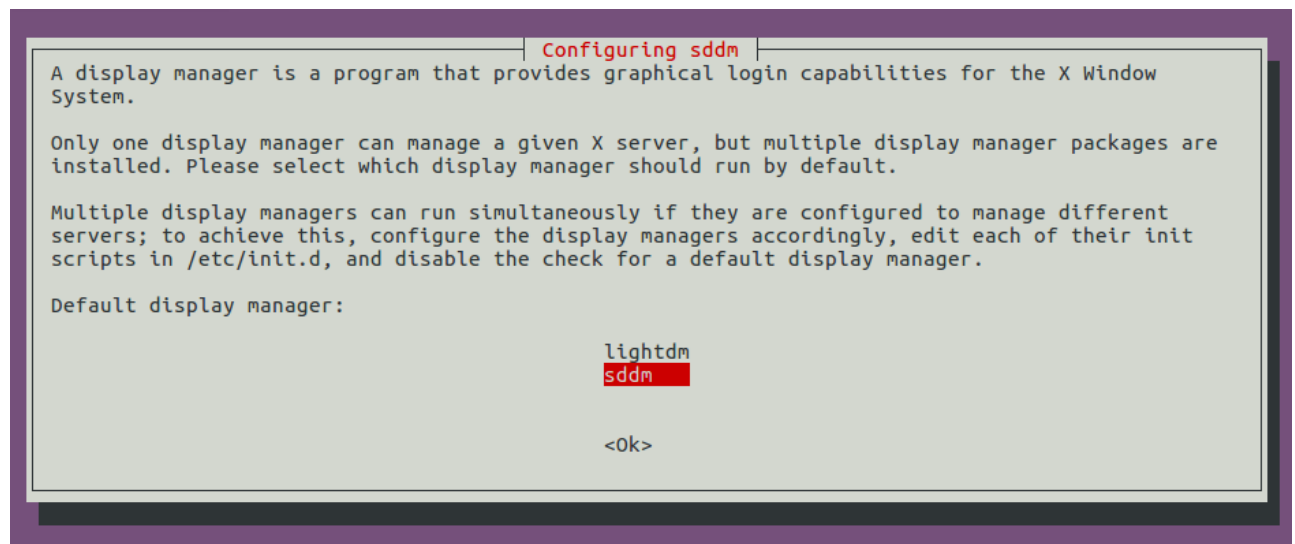 Configuring sddm
A display manager is a program that provides graphical login capabilities for the X Window
System.
Only one display manager can manage a given X server, but multiple display manager packages are
installed. Please select which display manager should run by default.
Multiple display managers can run simultaneously if they are configured to manage different
servers; to achieve this, configure the display managers accordingly, edit each of their init
scripts in /etc/init.d, and disable the check for a default display manager.
Default display manager:
lightdm
sddm
<Ok>